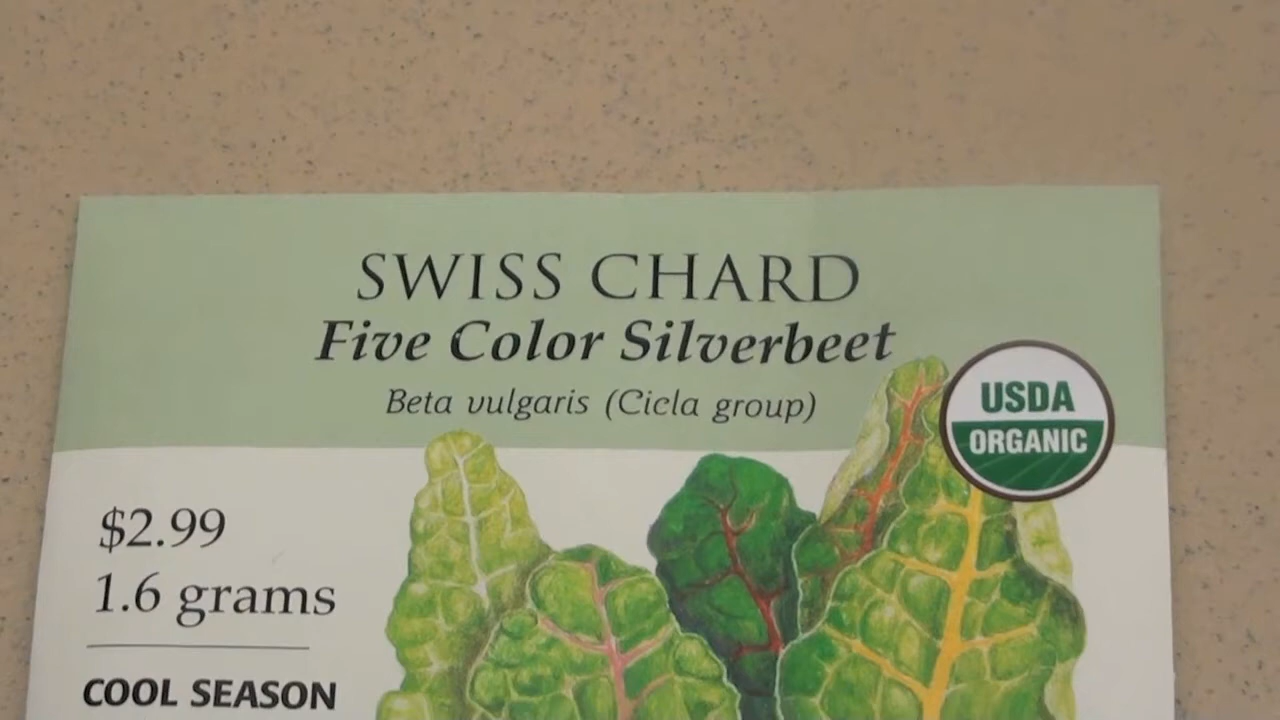 SWISS CHARD
Five Color Silverbeet
Beta vulgaris (Cicla group)
USDA
ORGANIC
$2.99
1.6 grams
COOL SEASON